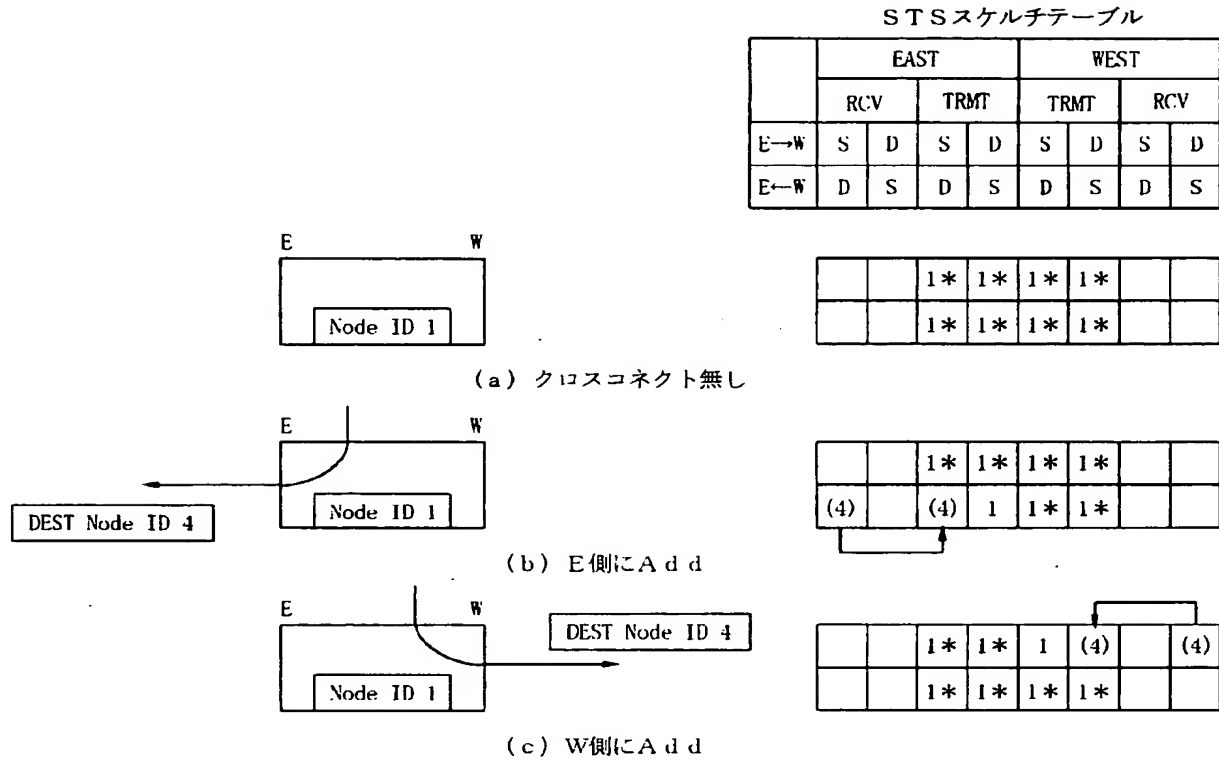 STSスケルチテーブル
EAST WEST
RCV TRMT TRMT RCV
E→W S D S D S D S D
E←W D S D S D S D S
E W
1* 1* 1* 1*
Node ID 1 1* 1* 1* 1*
(a) クロスコネクト無し
E W
1* 1* 1* 1*
DEST Node ID 4 Node ID 1 (4) (4) 1 1* 1*
(b) E側にAdd
E W
DEST Node ID 4 1* 1* 1 (4) (4)
Node ID 1 1* 1* 1* 1*
(c) W側にAdd